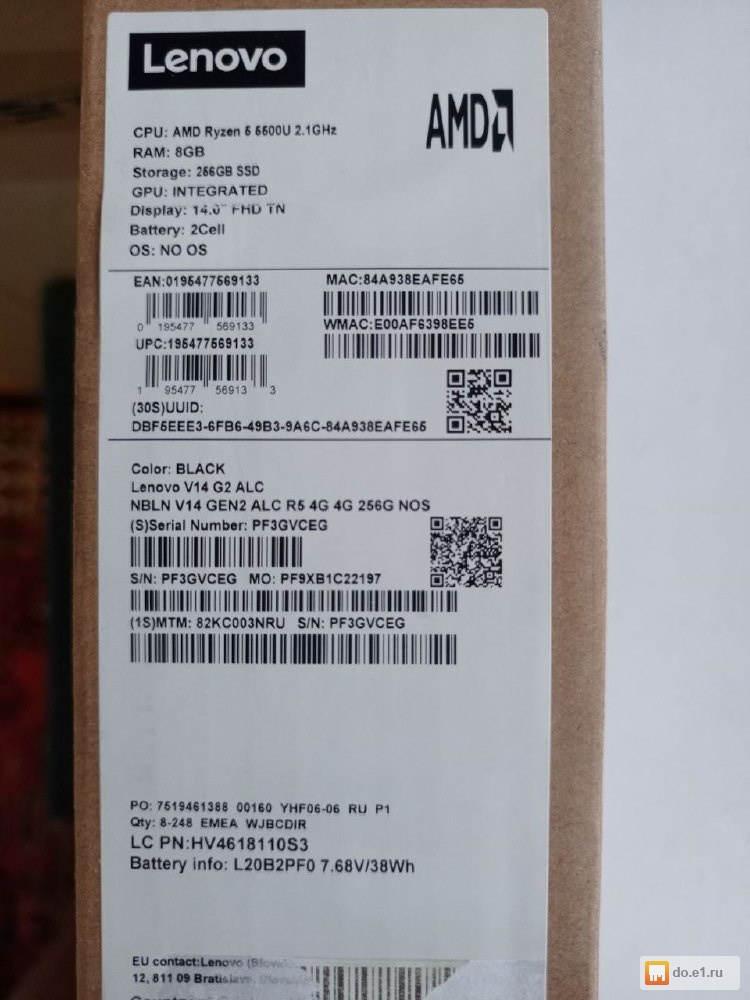 Lenovo
AMD
CPU: AMD Ryzen 5 5500U 2.1GHz
RAM: 8GB
Storage: 256GB SSD
GPU: INTEGRATED
Display: 14.0" FHD TN
Battery: 2Cell
OS: NO OS
EAN:0195477569133 MAC:84A938EAFE65
0 195477 569133
WMAC:E00AF6398EE5
UPC:195477569133
1 95477 56913 3
(30S)UUID:
DBF5EEE3-6FB6-49B3-9A6C-84A938EAFE65
Color: BLACK
Lenovo V14 G2 ALC
NBLN V14 GEN2 ALC R5 4G 4G 256G NOS
(S)Serial Number: PF3GVCEG
S/N: PF3GVCEG MO: PF9XB1C22197
(1S)MTM: 82KC003NRU S/N: PF3GVCEG
PO: 7519461388 00160 YHF06-06 RU P1
Qty: 8-248 EMEA WJBCDIR
LC PN:HV4618110S3
Battery info: L20B2PF0 7.68V/38Wh
EU contact:Lenovo
12, 811 09
do.e1.ru